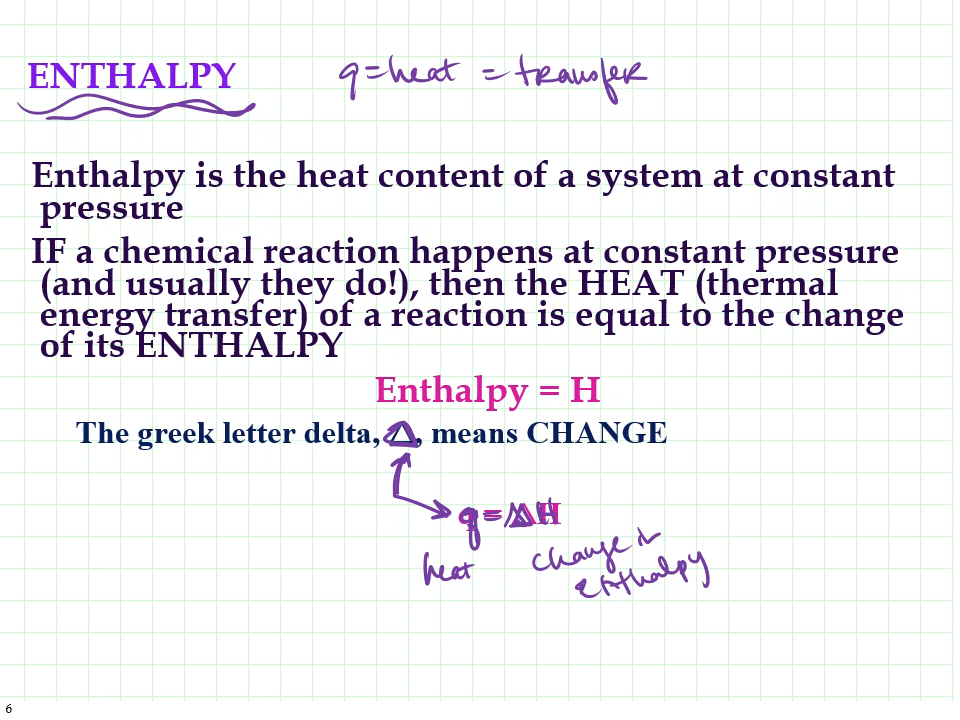 ENTHALPY q = heat = transfer
Enthalpy is the heat content of a system at constant
pressure
IF a chemical reaction happens at constant pressure
(and usually they do!), then the HEAT (thermal
energy transfer) of a reaction is equal to the change
of its ENTHALPY
Enthalpy = H
The greek letter delta, Δ, means CHANGE
q = ΔH
heat change in
enthalpy
6